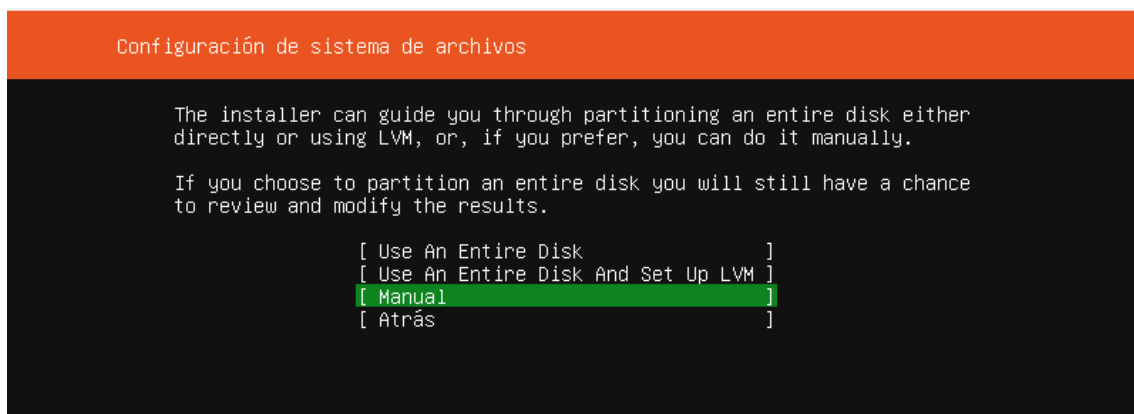 Configuración de sistema de archivos
The installer can guide you through partitioning an entire disk either
directly or using LVM, or, if you prefer, you can do it manually.
If you choose to partition an entire disk you will still have a chance
to review and modify the results.
[ Use An Entire Disk ]
[ Use An Entire Disk And Set Up LVM ]
[ Manual ]
[ Atrás ]